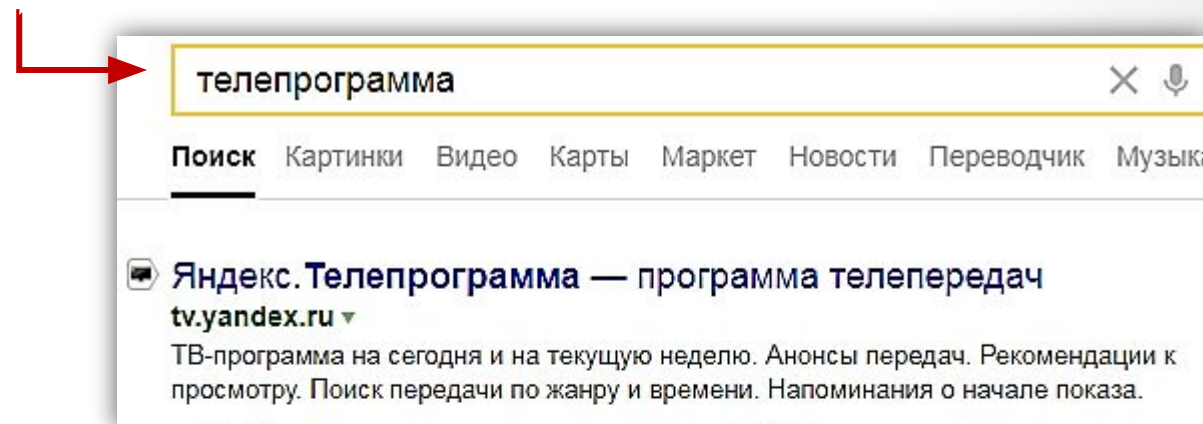 телепрограмма
Поиск Картинки Видео Карты Маркет Новости Переводчик Музыка
Яндекс.Телепрограмма — программа телепередач
tv.yandex.ru
ТВ-программа на сегодня и на текущую неделю. Анонсы передач. Рекомендации к
просмотру. Поиск передачи по жанру и времени. Напоминания о начале показа.